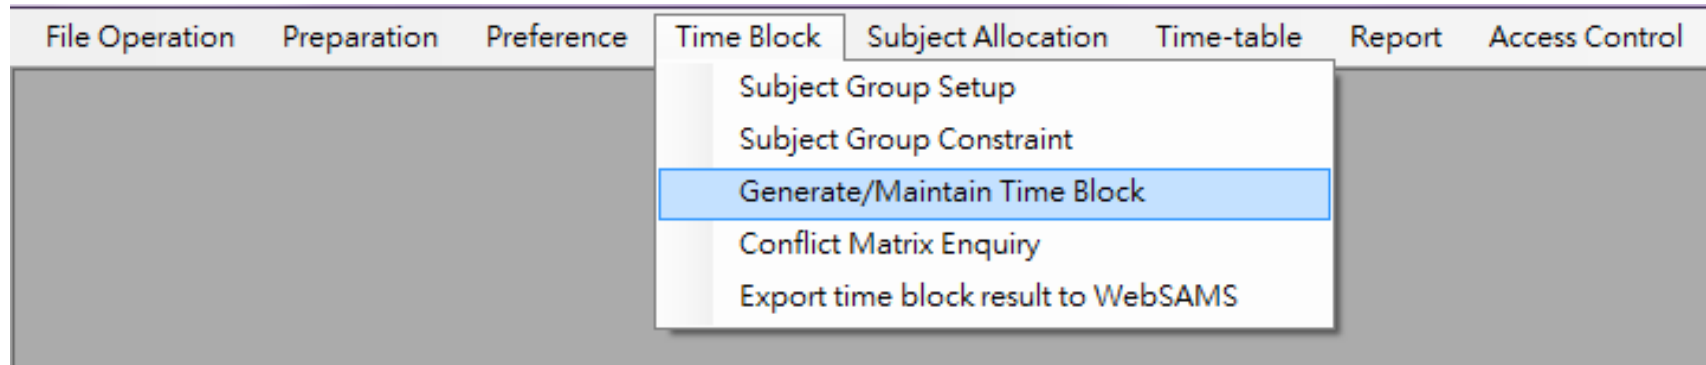 File Operation Preparation Preference Time Block Subject Allocation Time-table Report Access Control
Subject Group Setup
Subject Group Constraint
Generate/Maintain Time Block
Conflict Matrix Enquiry
Export time block result to WebSAMS